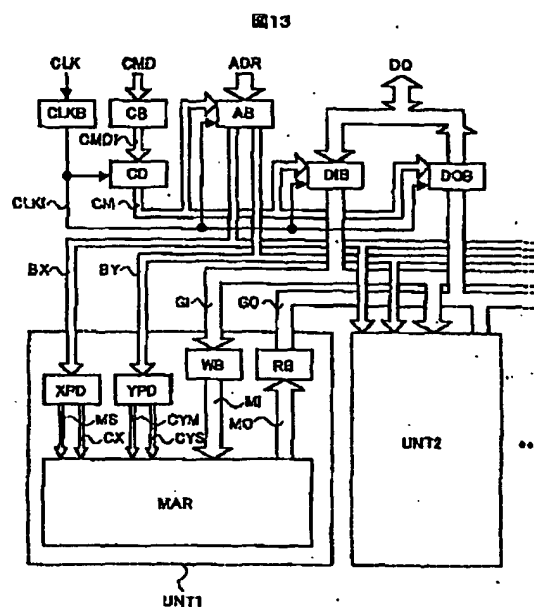 図13
CLK
CMD
ADR
DQ
CLKB
CB
AB
CMDI
CD
DIB
DOB
CLKI
CM
BX
BY
GI
GO
WB
RB
XPD
YPD
MS
CX
CYM
CYS
MI
MO
MAR
UNT1
UNT2